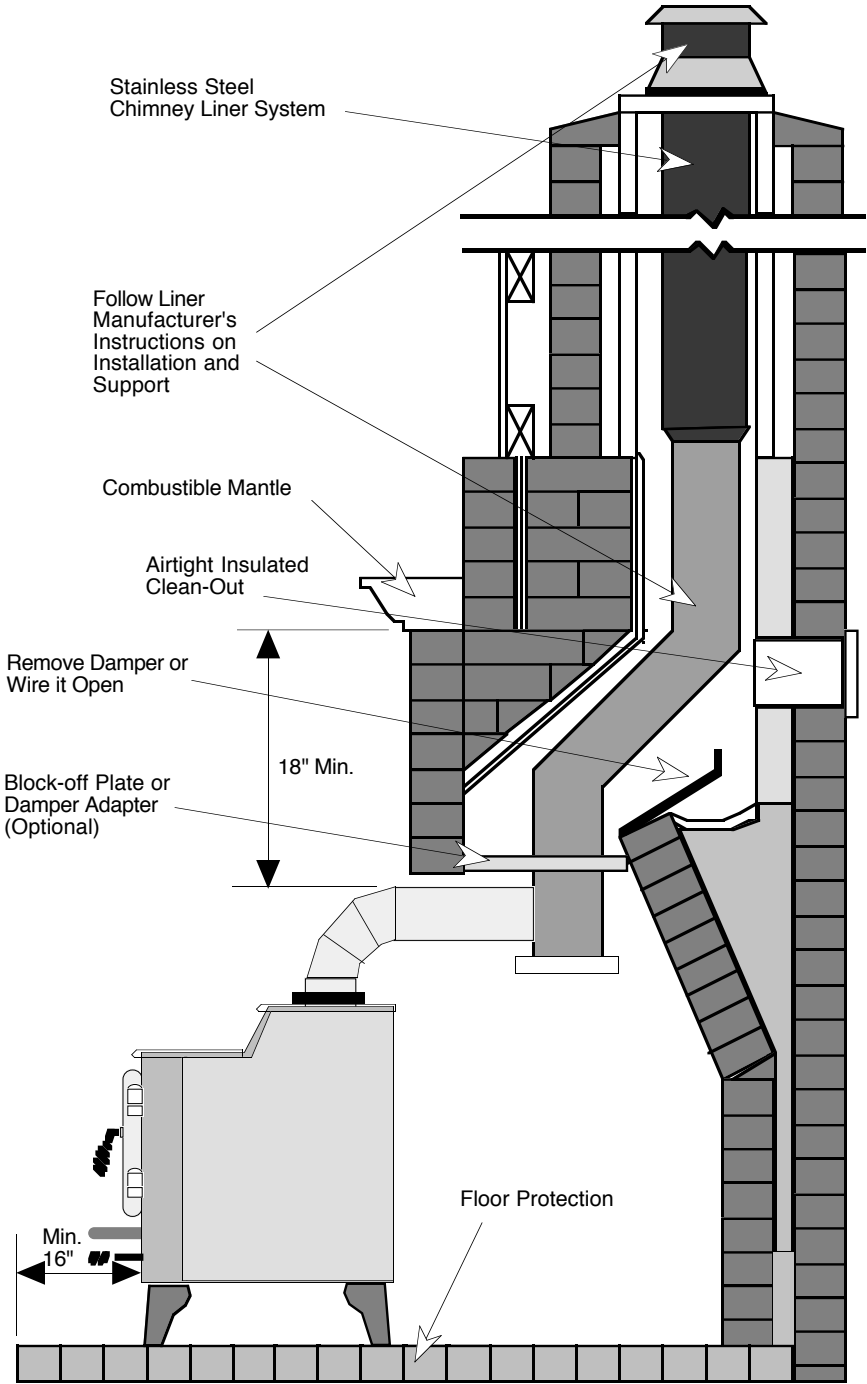 Stainless Steel
Chimney Liner System
Follow Liner
Manufacturer's
Instructions on
Installation and
Support
Combustible Mantle
Airtight Insulated
Clean-Out
Remove Damper or
Wire it Open
18" Min.
Block-off Plate or
Damper Adapter
(Optional)
Floor Protection
Min.
16"